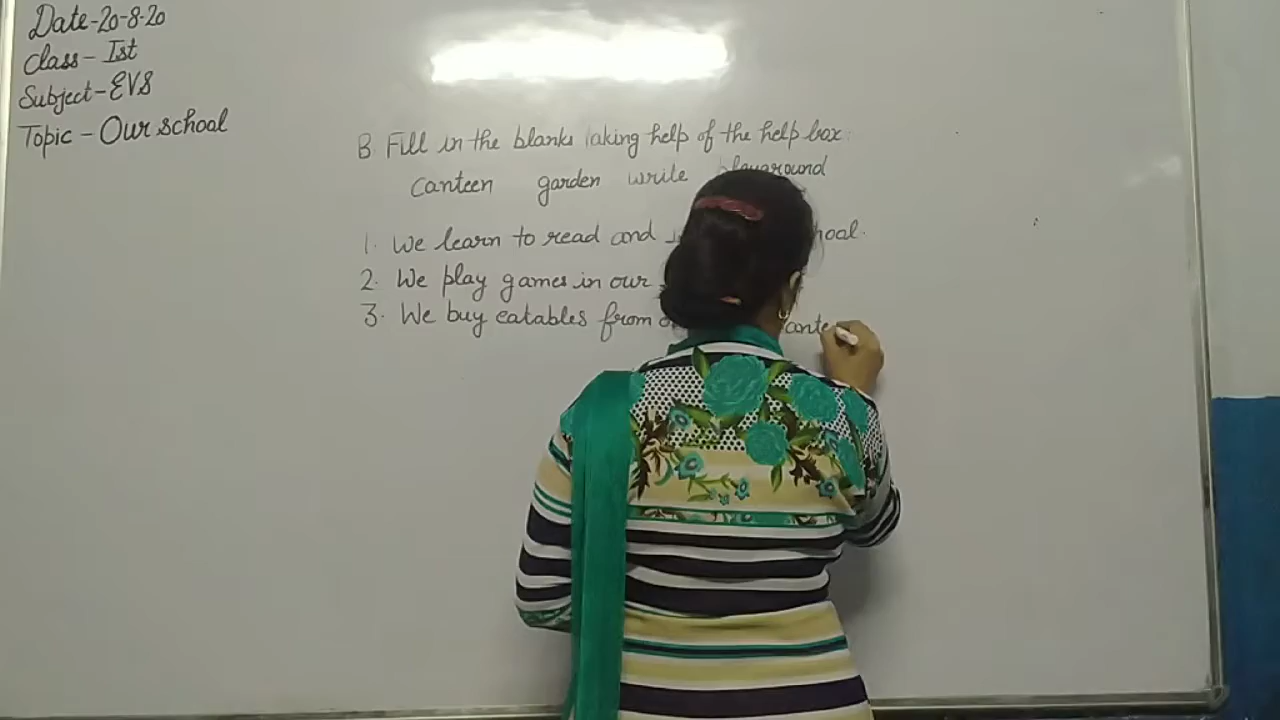 Date-20-8-20
Class- Ist
Subject-EVS
Topic - Our school
B Fill in the blanks taking help of the help box.
canteen garden write playground
1. We learn to read and
2. We play games in our
3. We buy eatables from